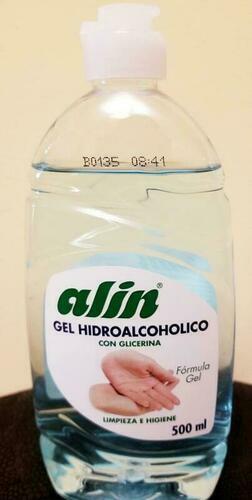 B0135 08:41
alin®
GEL HIDROALCOHOLICO
CON GLICERINA
Fórmula
Gel
LIMPIEZA E HIGIENE
500 ml